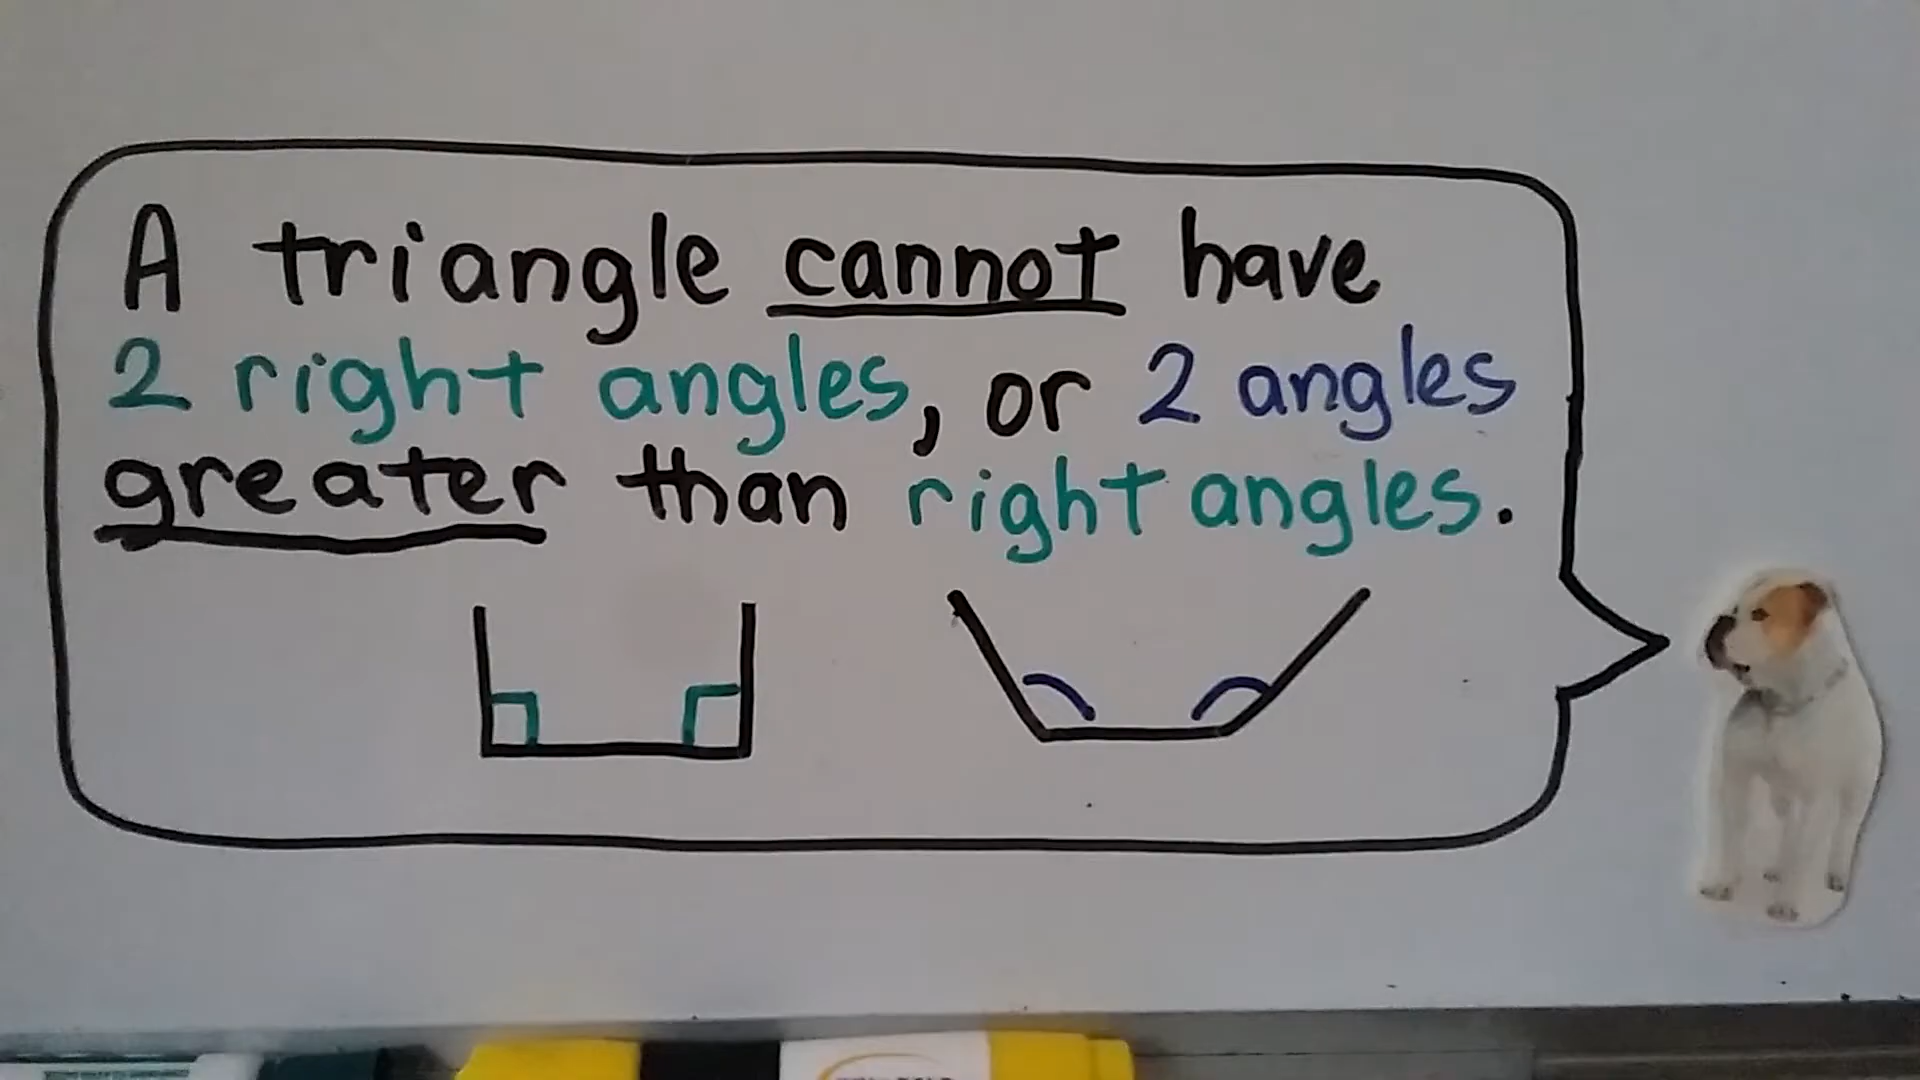 A triangle cannot have
2 right angles, or 2 angles
greater than right angles.